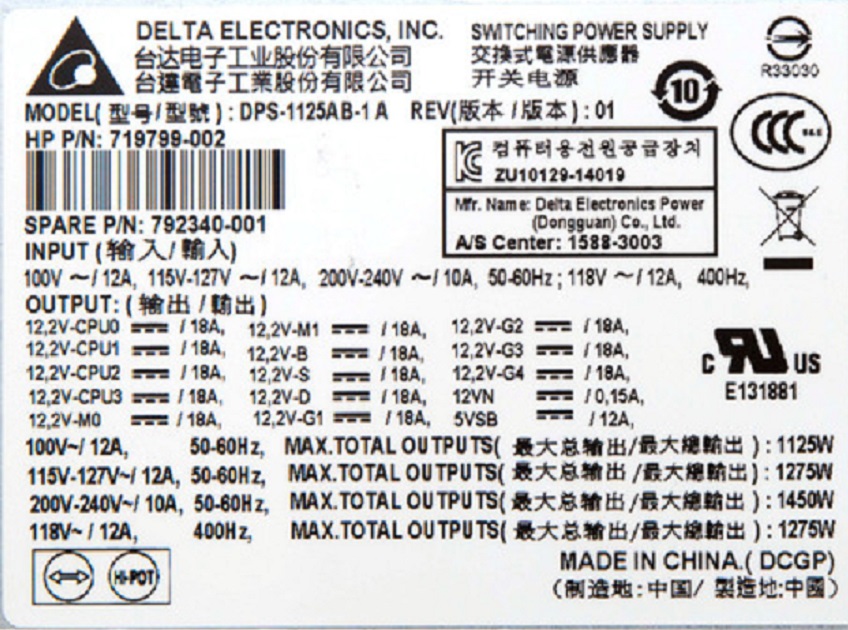 DELTA ELECTRONICS, INC.
台达电子工业股份有限公司
台達電子工業股份有限公司
SWITCHING POWER SUPPLY
交換式電源供應器
开关电源
R33030
10
MODEL(型号/型號):DPS-1125AB-1 A REV(版本/版本):01
HP P/N: 719799-002
컴퓨터용전원공급장치
ZU10129-14019
Mfr. Name: Delta Electronics Power
(Dongguan) Co., Ltd.
A/S Center: 1588-3003
CCC
SPARE P/N: 792340-001
INPUT (输入/輸入)
100V ～/ 12A, 115V-127V ～/ 12A, 200V-240V ～/ 10A, 50-60Hz ; 118V ～/ 12A, 400Hz,
OUTPUT: (输出/輸出)
12,2V-CPU0 / 18A, 12,2V-M1 / 18A, 12,2V-G2 / 18A,
12,2V-CPU1 / 18A, 12,2V-B / 18A, 12,2V-G3 / 18A,
12,2V-CPU2 / 18A, 12,2V-S / 18A, 12,2V-G4 / 18A,
12,2V-CPU3 / 18A, 12,2V-D / 18A, 12VN / 0,15A,
12,2V-M0 / 18A, 12,2V-G1 / 18A, 5VSB / 12A,
C US
E131881
100V~/ 12A, 50-60Hz, MAX.TOTAL OUTPUTS(最大总输出/最大總輸出): 1125W
115V-127V~/ 12A, 50-60Hz, MAX.TOTAL OUTPUTS(最大总输出/最大總輸出): 1275W
200V-240V~/ 10A, 50-60Hz, MAX.TOTAL OUTPUTS(最大总输出/最大總輸出): 1450W
118V~ / 12A, 400Hz, MAX.TOTAL OUTPUTS(最大总输出/最大總輸出): 1275W
HI-POT
MADE IN CHINA.( DCGP)
(制造地:中国/ 製造地:中國)